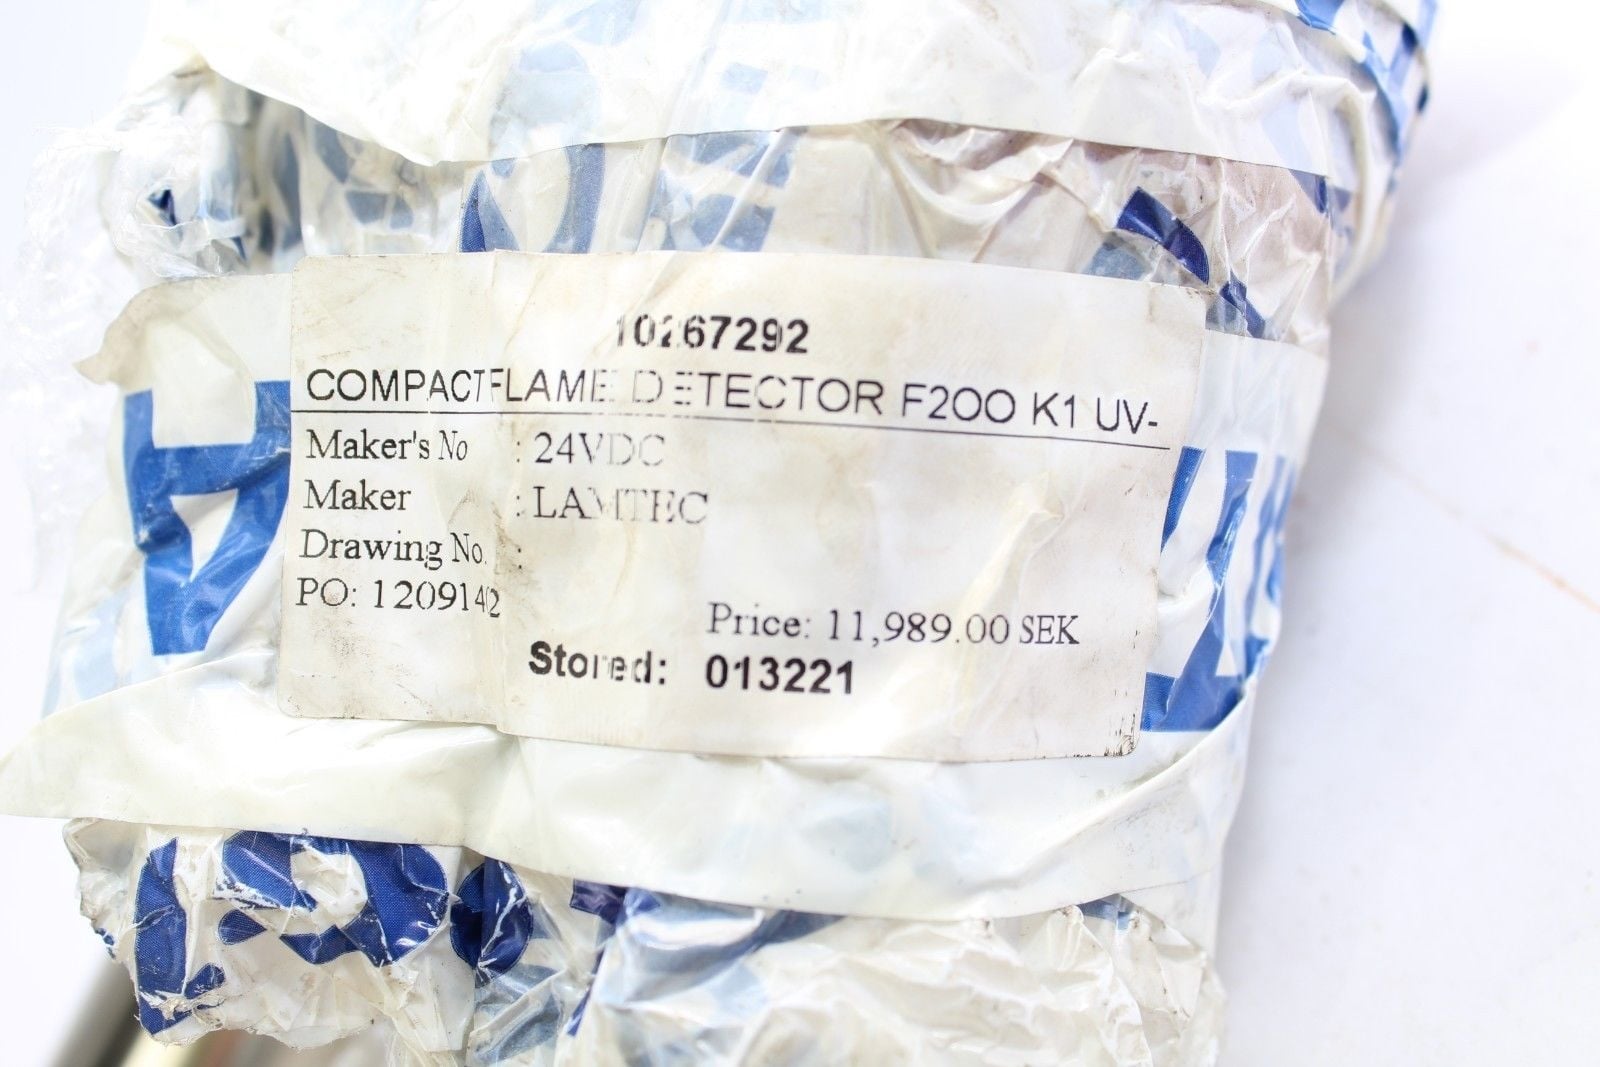 10267292
COMPACTFLAME DETECTOR F200 K1 UV-
Maker's No : 24VDC
Maker : LAMTEC
Drawing No. :
PO: 12091402
Price: 11,989.00 SEK
Stored: 013221